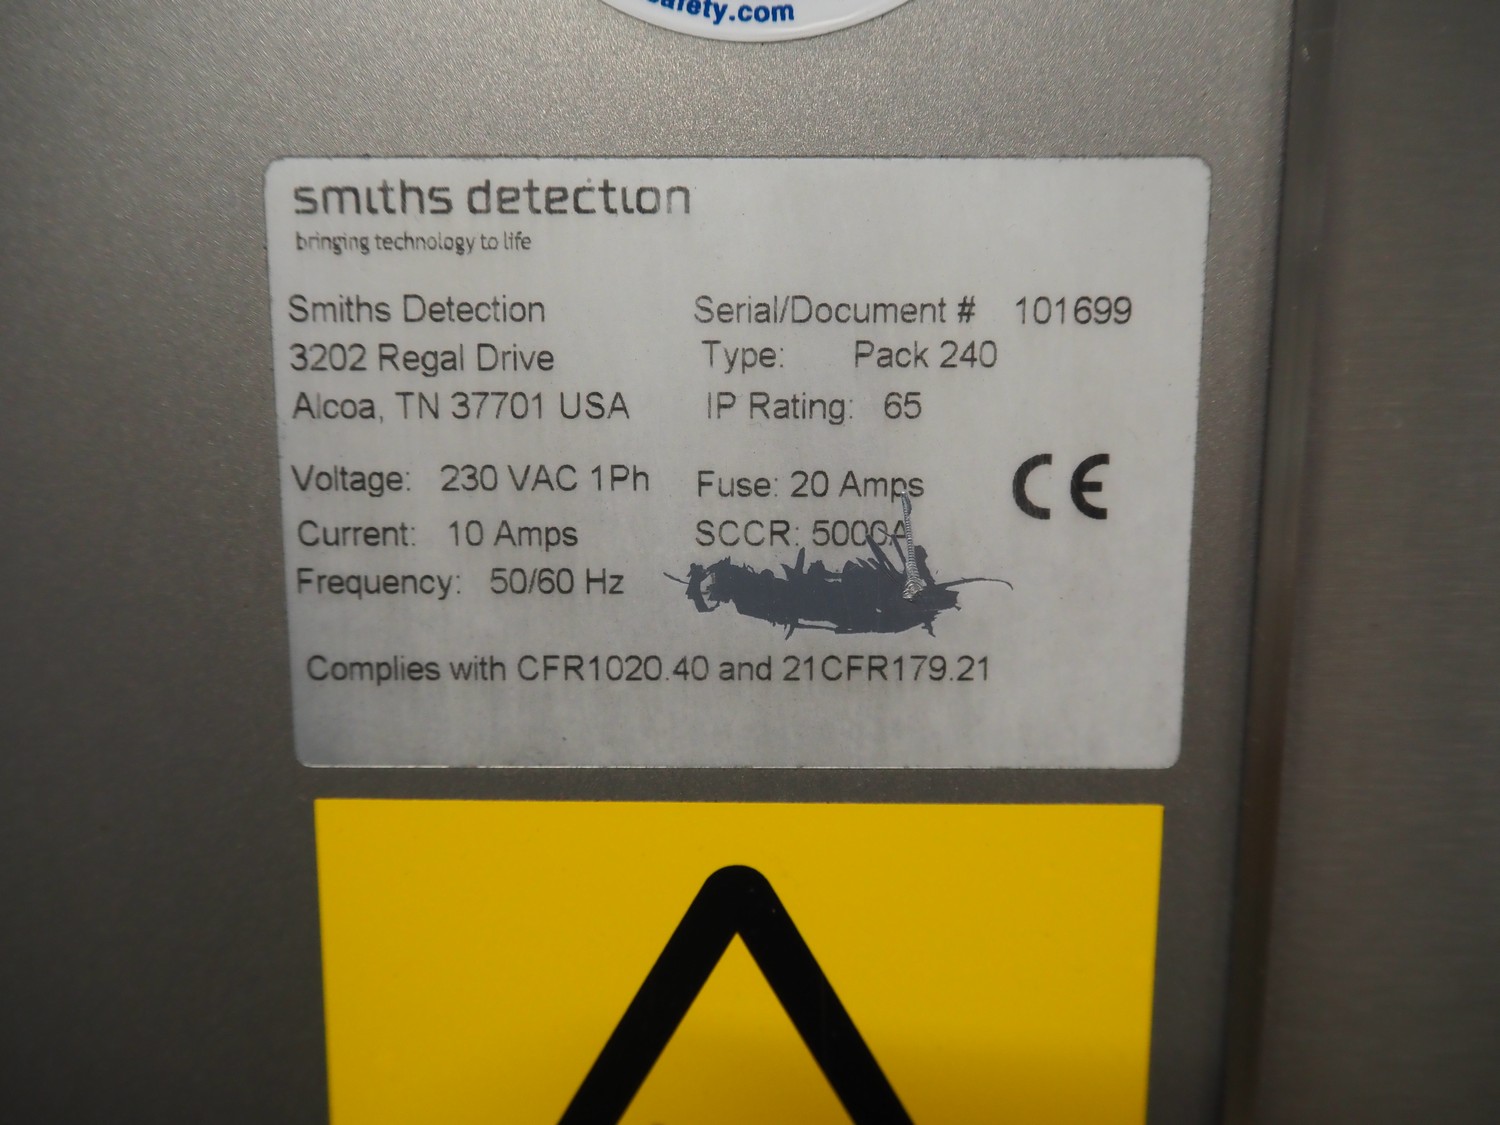 .com
smiths detection
bringing technology to life
Smiths Detection
3202 Regal Drive
Alcoa, TN 37701 USA
Serial/Document # 101699
Type: Pack 240
IP Rating: 65
Voltage: 230 VAC 1Ph
Current: 10 Amps
Frequency: 50/60 Hz
Fuse: 20 Amps
SCCR: 5000A
CE
Complies with CFR1020.40 and 21CFR179.21